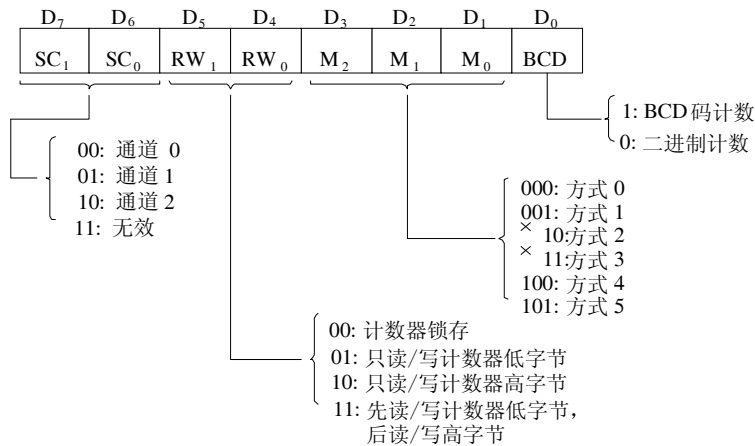 D₇ D₆ D₅ D₄ D₃ D₂ D₁ D₀
SC₁ SC₀ RW₁ RW₀ M₂ M₁ M₀ BCD
1: BCD码计数
0: 二进制计数
00: 通道 0
01: 通道 1
10: 通道 2
11: 无效
000: 方式 0
001: 方式 1
×10:方式 2
×11:方式 3
100: 方式 4
101: 方式 5
00: 计数器锁存
01: 只读/写计数器低字节
10: 只读/写计数器高字节
11: 先读/写计数器低字节，
后读/写高字节